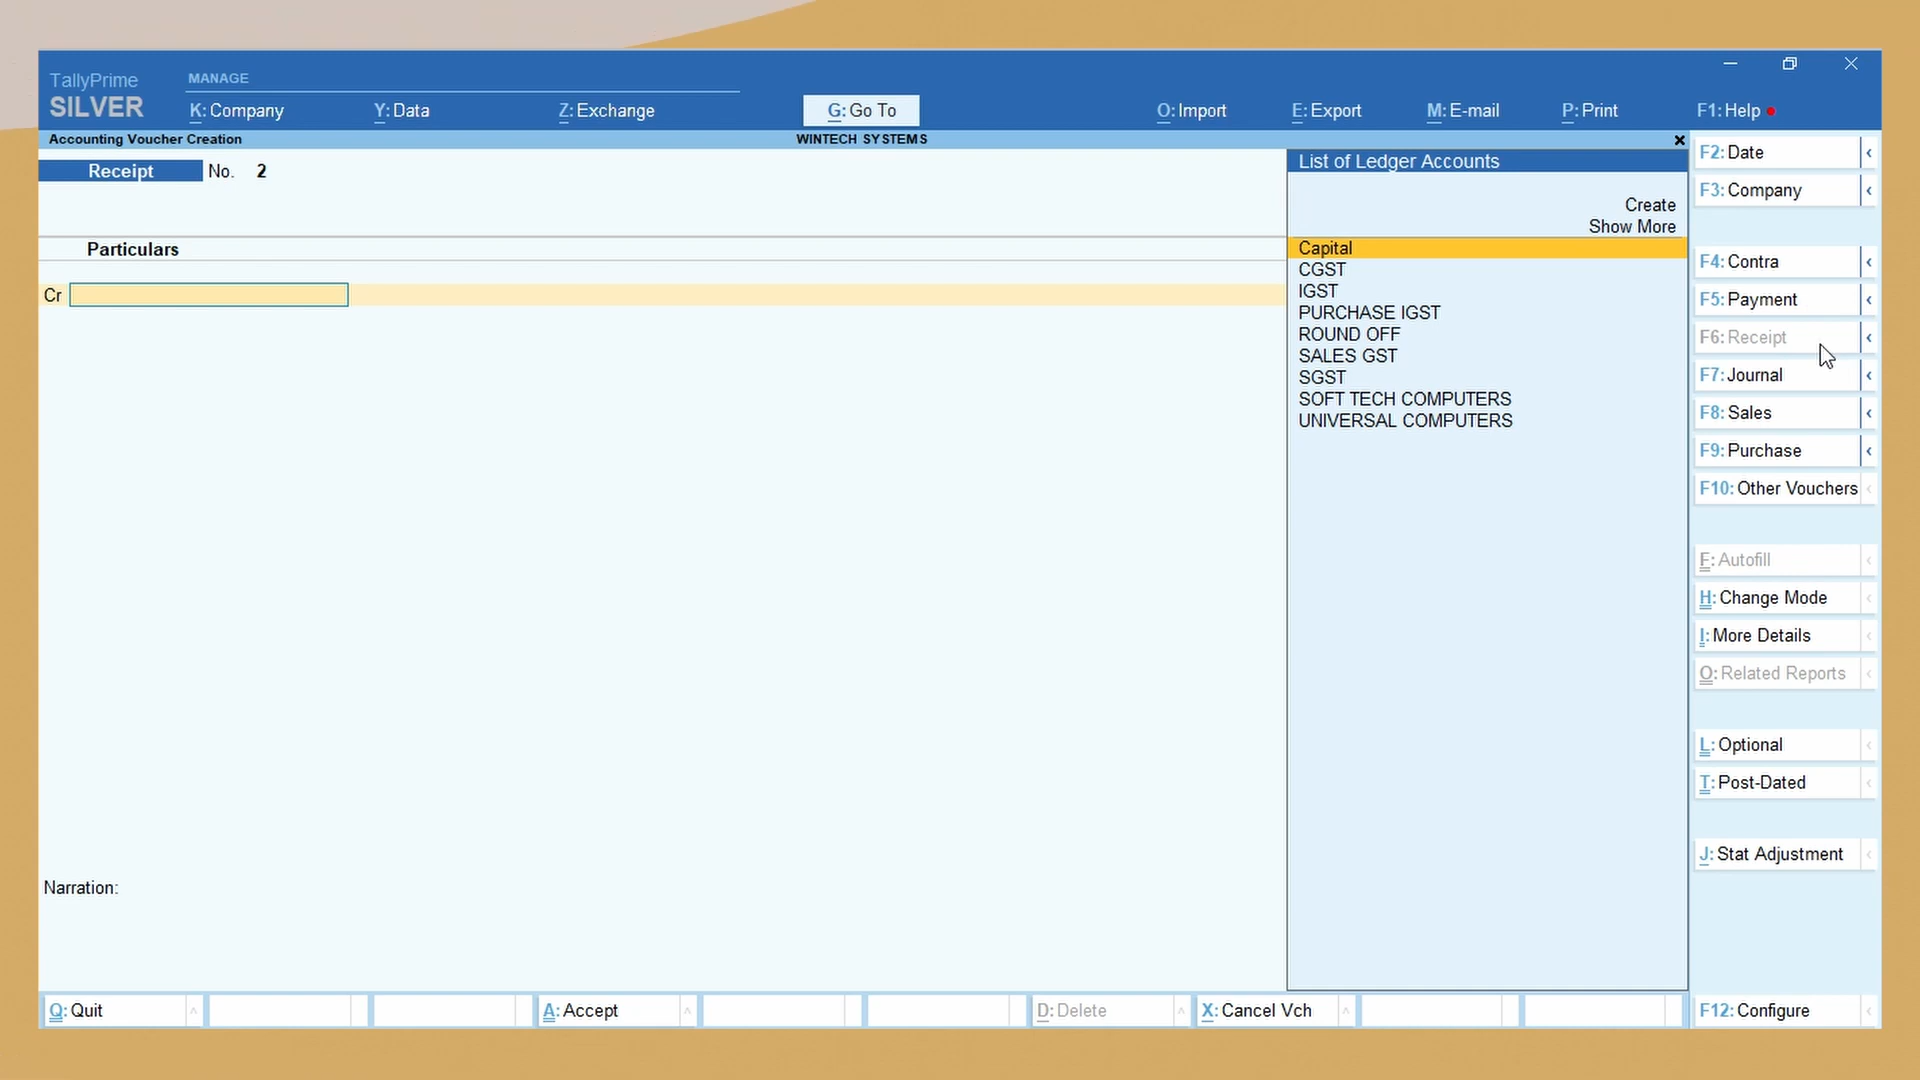 TallyPrime
SILVER
MANAGE
K: Company
Y: Data
Z: Exchange
G: Go To
O: Import
E: Export
M: E-mail
P: Print
F1: Help
Accounting Voucher Creation
WINTECH SYSTEMS
Receipt No. 2
Particulars
Cr
Narration:
List of Ledger Accounts
Create
Show More
Capital
CGST
IGST
PURCHASE IGST
ROUND OFF
SALES GST
SGST
SOFT TECH COMPUTERS
UNIVERSAL COMPUTERS
F2: Date
F3: Company
F4: Contra
F5: Payment
F6: Receipt
F7: Journal
F8: Sales
F9: Purchase
F10: Other Vouchers
F: Autofill
H: Change Mode
I: More Details
O: Related Reports
L: Optional
T: Post-Dated
J: Stat Adjustment
Q: Quit
A: Accept
D: Delete
X: Cancel Vch
F12: Configure